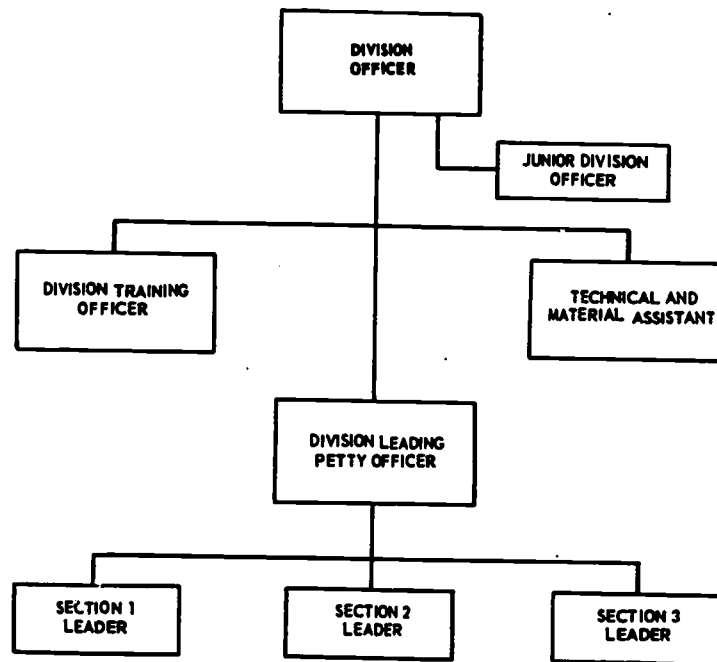 DIVISION
OFFICER
JUNIOR DIVISION
OFFICER
DIVISION TRAINING
OFFICER
TECHNICAL AND
MATERIAL ASSISTANT
DIVISION LEADING
PETTY OFFICER
SECTION 1
LEADER
SECTION 2
LEADER
SECTION 3
LEADER